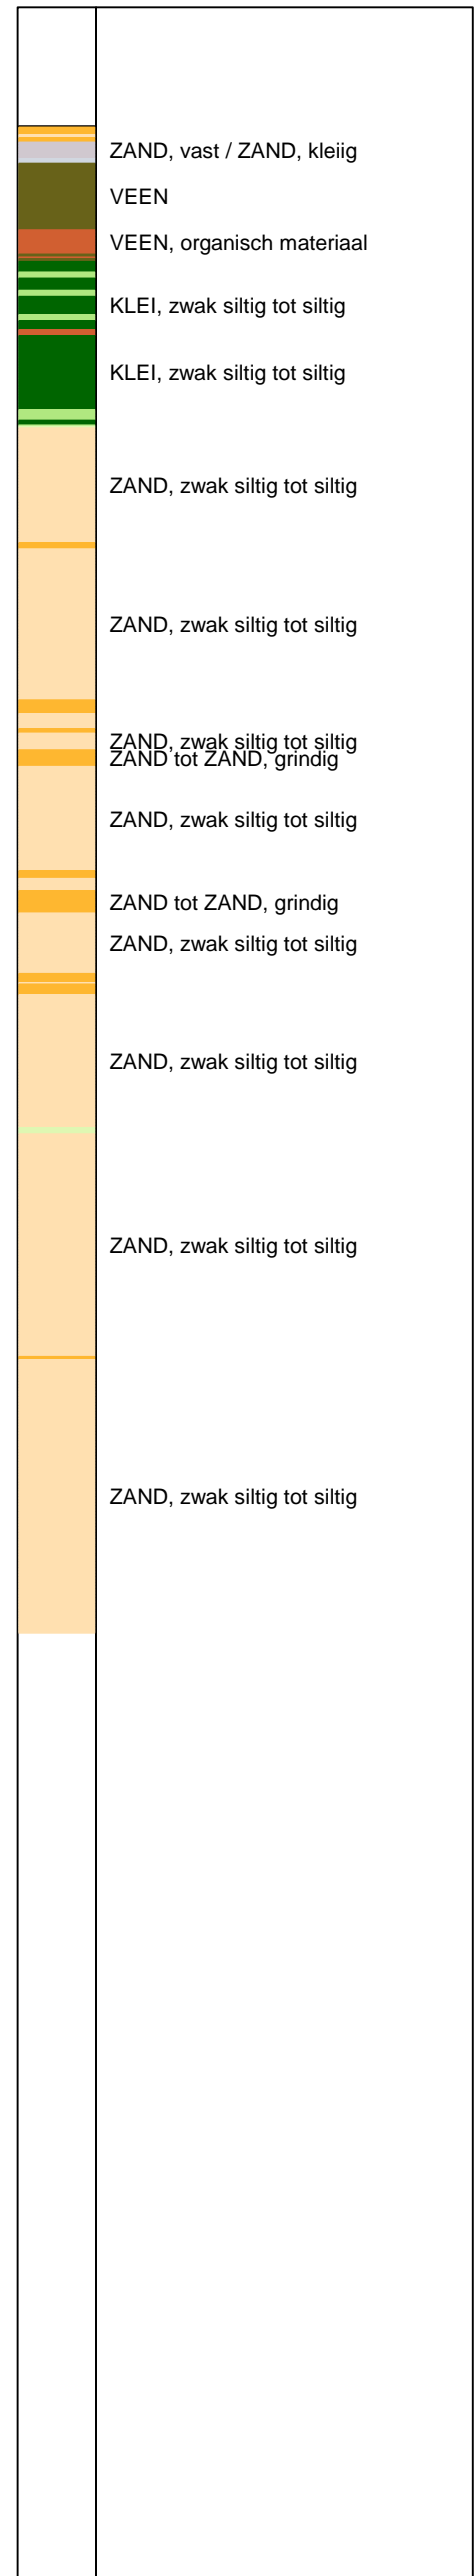 ZAND, vast / ZAND, kleiig
VEEN
VEEN, organisch materiaal
KLEI, zwak siltig tot siltig
KLEI, zwak siltig tot siltig
ZAND, zwak siltig tot siltig
ZAND, zwak siltig tot siltig
ZAND, zwak siltig tot siltig
ZAND tot ZAND, grindig
ZAND, zwak siltig tot siltig
ZAND tot ZAND, grindig
ZAND, zwak siltig tot siltig
ZAND, zwak siltig tot siltig
ZAND, zwak siltig tot siltig
ZAND, zwak siltig tot siltig